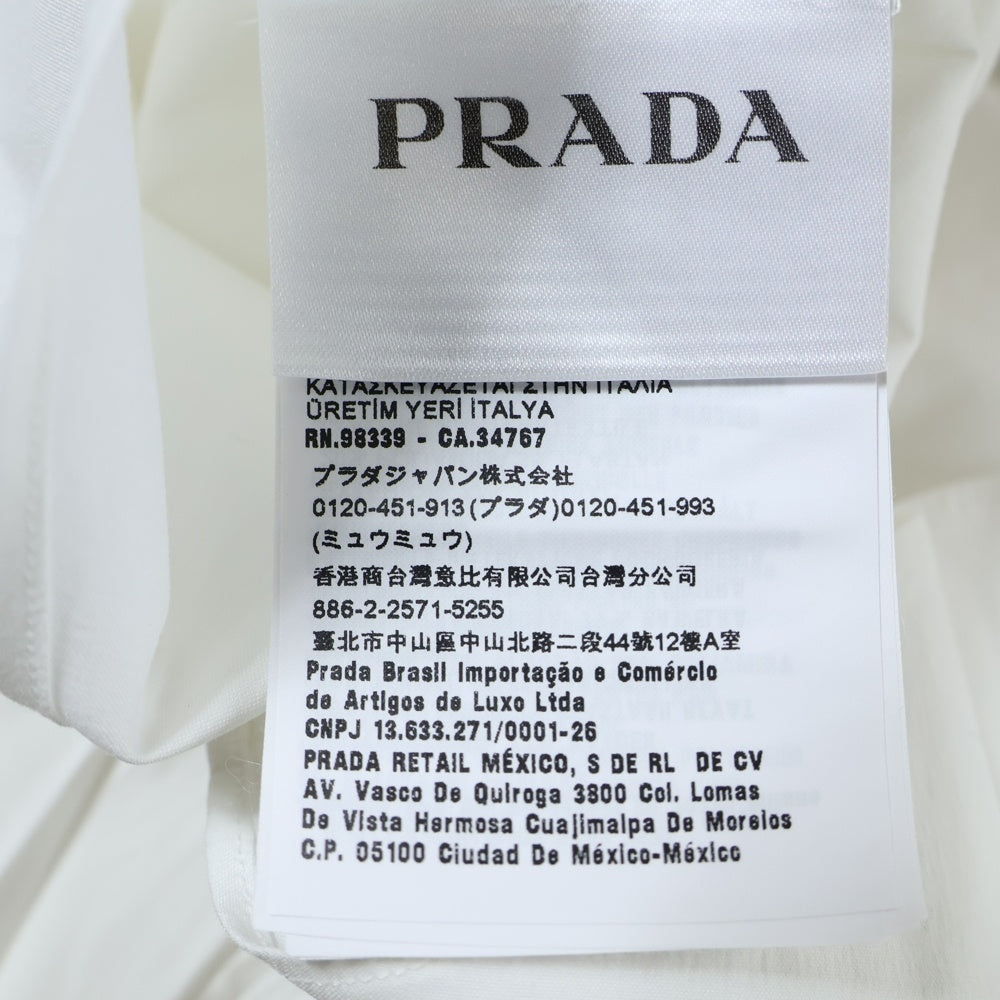 PRADA
ΚΑΤΑΣΚΕΥΑΖΕΤΑΙ ΣΤΗΝ ΙΤΑΛΙΑ
ÜRETİM YERİ İTALYA
RN.98339 - CA.34767
プラダジャパン株式会社
0120-451-913(プラダ)0120-451-993
(ミュウミュウ)
香港商台灣意比有限公司台灣分公司
886-2-2571-5255
臺北市中山區中山北路二段44號12樓A室
Prada Brasil Importação e Comércio
de Artigos de Luxo Ltda
CNPJ 13.633.271/0001-26
PRADA RETAIL MÉXICO, S DE RL DE CV
AV. Vasco De Quiroga 3800 Col. Lomas
De Vista Hermosa Cuajimalpa De Morelos
C.P. 05100 Ciudad De México-México